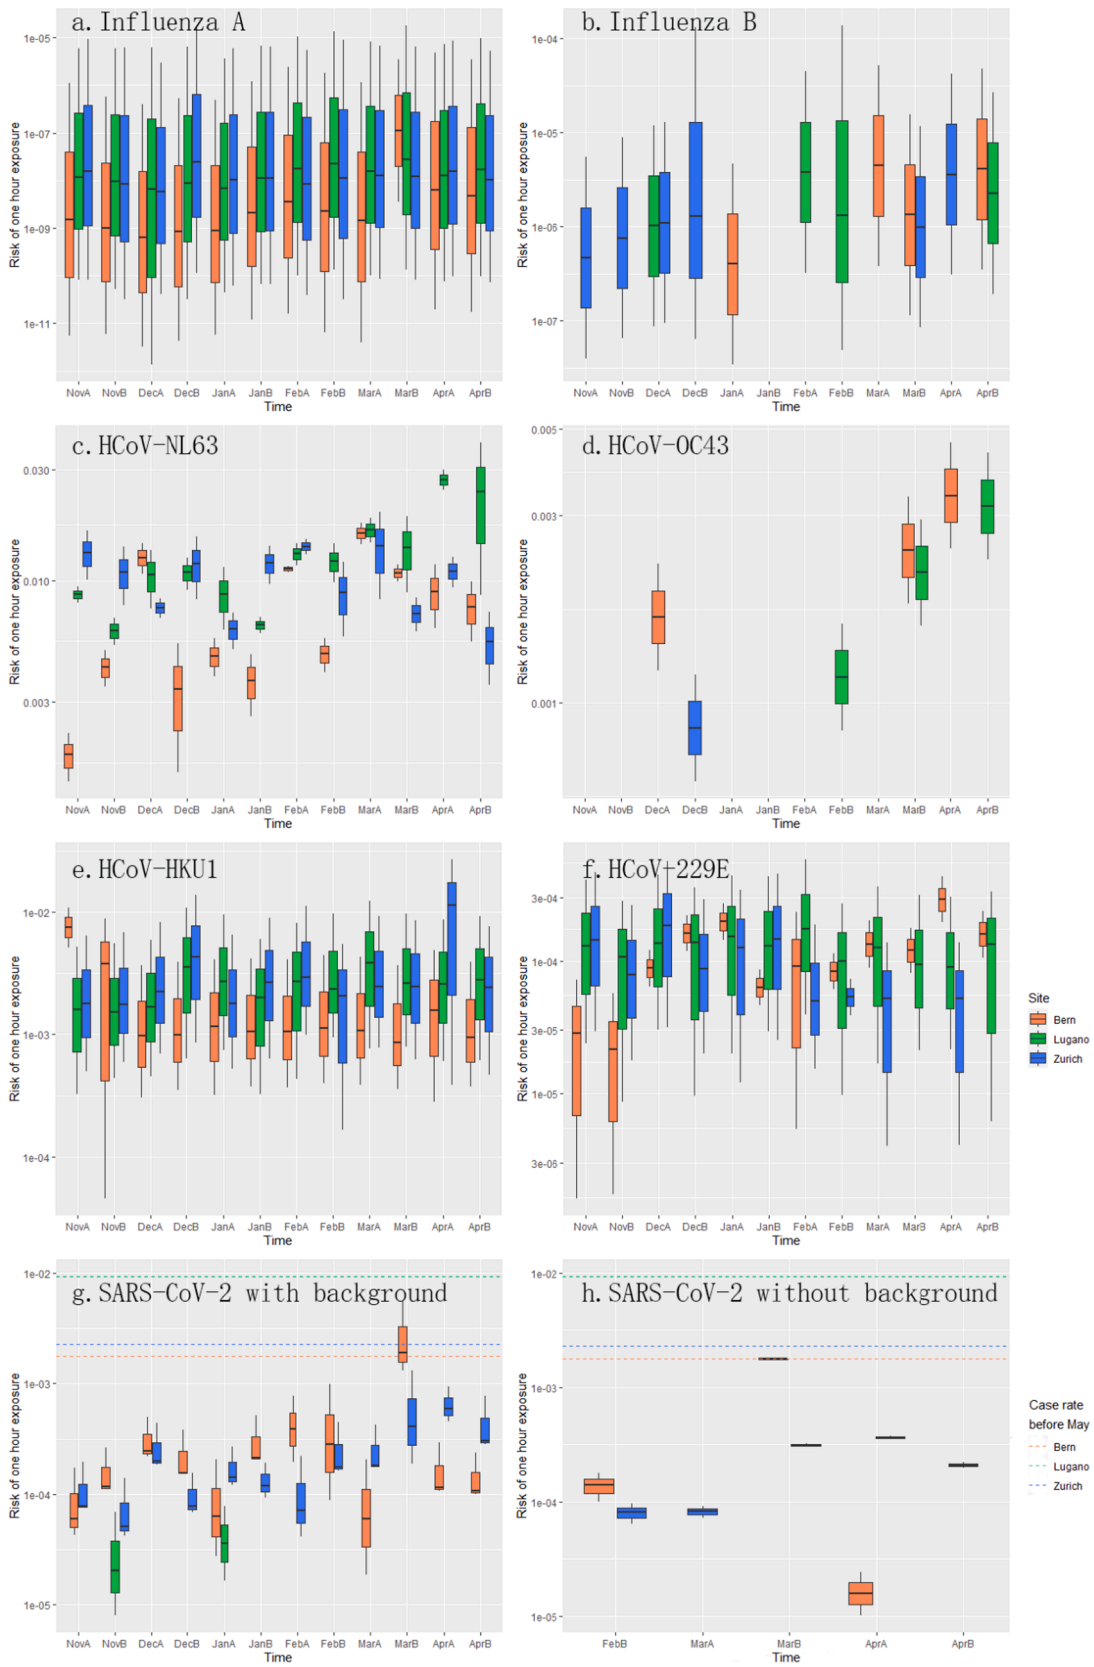 a. Influenza A
1e-05
1e-07
1e-09
1e-11
Risk of one hour exposure
NovA NovB DecA DecB JanA JanB FebA FebB MarA MarB AprA AprB
Time
b. Influenza B
1e-04
1e-05
1e-06
1e-07
Risk of one hour exposure
NovA NovB DecA DecB JanA JanB FebA FebB MarA MarB AprA AprB
Time
c. HCoV-NL63
0.030
0.010
0.003
Risk of one hour exposure
NovA NovB DecA DecB JanA JanB FebA FebB MarA MarB AprA AprB
Time
d. HCoV-OC43
0.005
0.003
0.001
Risk of one hour exposure
NovA NovB DecA DecB JanA JanB FebA FebB MarA MarB AprA AprB
Time
e. HCoV-HKU1
1e-02
1e-03
1e-04
Risk of one hour exposure
NovA NovB DecA DecB JanA JanB FebA FebB MarA MarB AprA AprB
Time
f. HCoV-229E
3e-04
1e-04
3e-05
1e-05
3e-06
Risk of one hour exposure
NovA NovB DecA DecB JanA JanB FebA FebB MarA MarB AprA AprB
Time
Site
Bern
Lugano
Zurich
g. SARS-CoV-2 with background
1e-02
1e-03
1e-04
1e-05
Risk of one hour exposure
NovA NovB DecA DecB JanA JanB FebA FebB MarA MarB AprA AprB
Time
h. SARS-CoV-2 without background
1e-02
1e-03
1e-04
1e-05
Risk of one hour exposure
FebB MarA MarB AprA AprB
Time
Case rate
before May
Bern
Lugano
Zurich